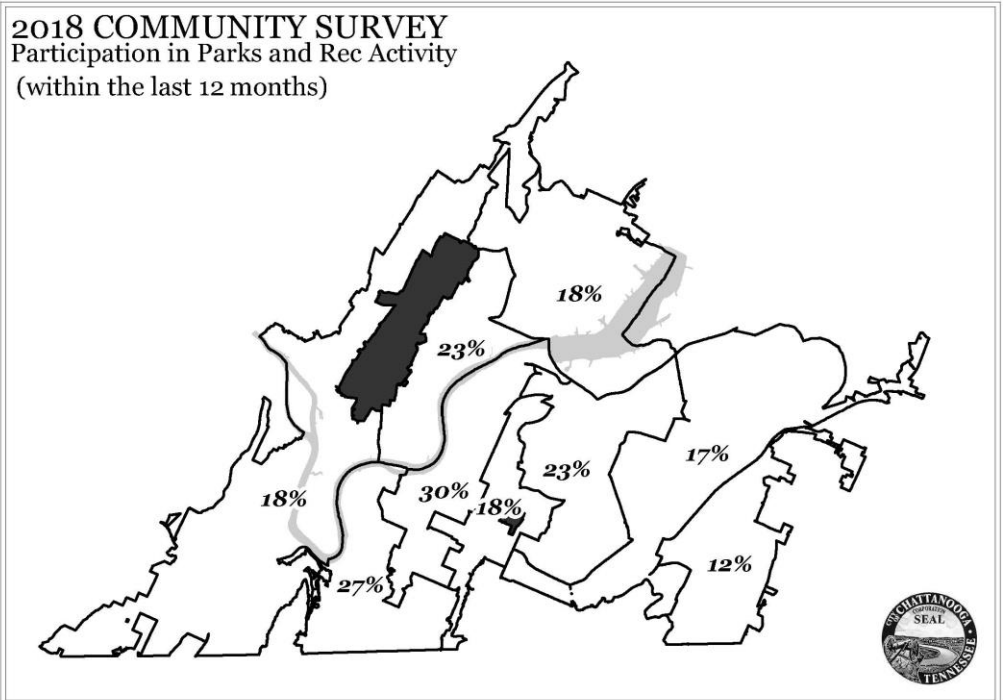 2018 COMMUNITY SURVEY
Participation in Parks and Rec Activity
(within the last 12 months)
18%
23%
17%
23%
30%
18%
18%
12%
27%
CHATTANOOGA
CORPORATION
SEAL
TENNESSEE